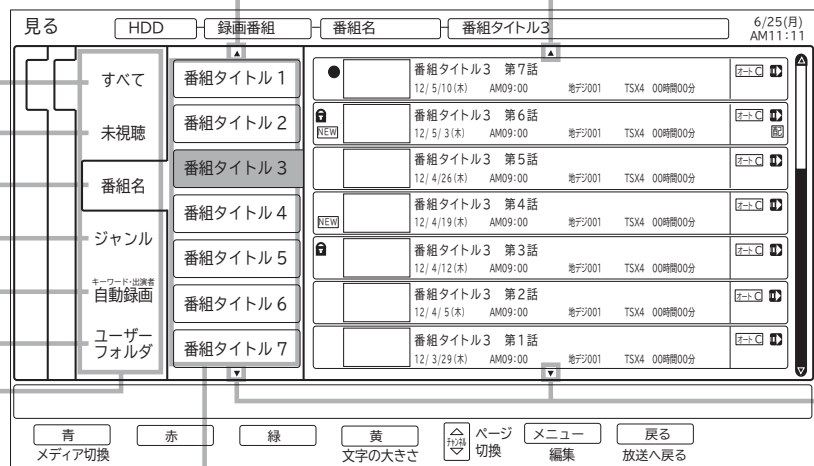 見る
HDD 録画番組 番組名 番組タイトル3
6/25(月)
AM11:11
すべて
未視聴
番組名
ジャンル
キーワード・出演者
自動録画
ユーザー
フォルダ
▲
番組タイトル 1
番組タイトル 2
番組タイトル 3
番組タイトル 4
番組タイトル 5
番組タイトル 6
番組タイトル 7
▼
▲
番組タイトル3 第7話
12/ 5/10(木) AM09:00 地デジ001 TSX4 00時間00分
オートC
番組タイトル3 第6話
NEW
12/ 5/ 3(木) AM09:00 地デジ001 TSX4 00時間00分
オートC
配
番組タイトル3 第5話
12/ 4/26(木) AM09:00 地デジ001 TSX4 00時間00分
オートC
番組タイトル3 第4話
NEW
12/ 4/19(木) AM09:00 地デジ001 TSX4 00時間00分
オートC
番組タイトル3 第3話
12/ 4/12(木) AM09:00 地デジ001 TSX4 00時間00分
オートC
番組タイトル3 第2話
12/ 4/ 5(木) AM09:00 地デジ001 TSX4 00時間00分
オートC
番組タイトル3 第1話
12/ 3/29(木) AM09:00 地デジ001 TSX4 00時間00分
オートC
▼
青
メディア切換
赤
緑
黄
文字の大きさ
チャンネル
ページ
切換
メニュー
編集
戻る
放送へ戻る